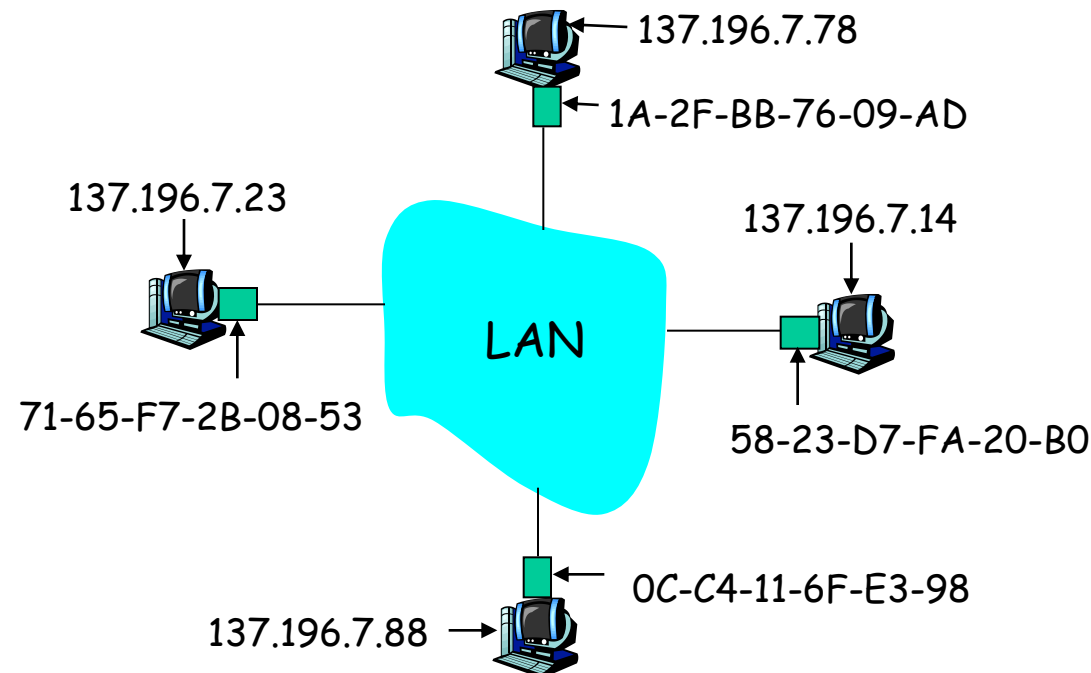 137.196.7.78
1A-2F-BB-76-09-AD
137.196.7.23
137.196.7.14
LAN
71-65-F7-2B-08-53
58-23-D7-FA-20-B0
0C-C4-11-6F-E3-98
137.196.7.88